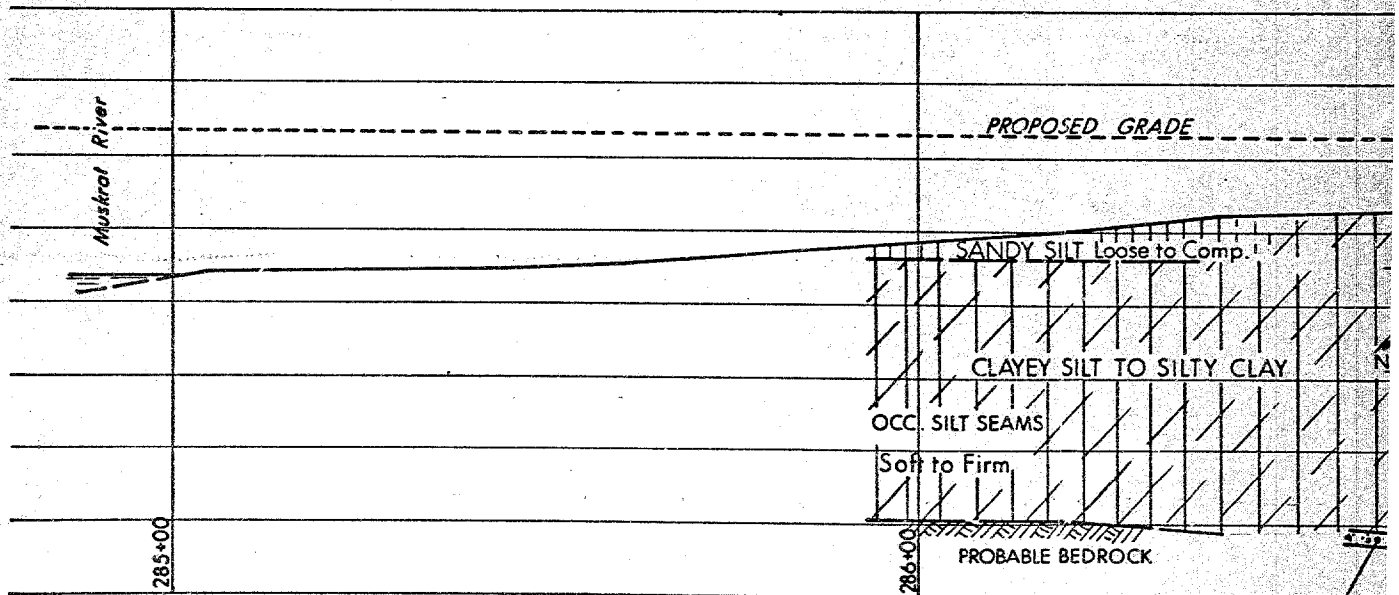 Muskrat River
PROPOSED GRADE
SANDY SILT Loose to Comp.
CLAYEY SILT TO SILTY CLAY
N
OCC. SILT SEAMS
Soft to Firm
PROBABLE BEDROCK
285+00
286+00